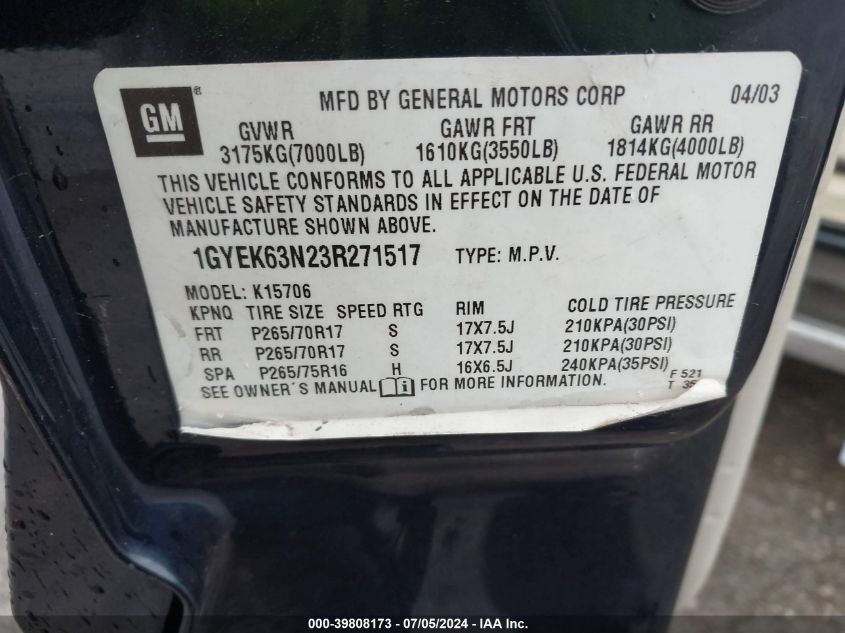 GM ® MFD BY GENERAL MOTORS CORP 04/03
GVWR GAWR FRT GAWR RR
3175KG(7000LB) 1610KG(3550LB) 1814KG(4000LB)
THIS VEHICLE CONFORMS TO ALL APPLICABLE U.S. FEDERAL MOTOR
VEHICLE SAFETY STANDARDS IN EFFECT ON THE DATE OF
MANUFACTURE SHOWN ABOVE.
1GYEK63N23R271517 TYPE: M.P.V.
MODEL: K15706
KPNQ TIRE SIZE SPEED RTG RIM COLD TIRE PRESSURE
FRT P265/70R17 S 17X7.5J 210KPA(30PSI)
RR P265/70R17 S 17X7.5J 210KPA(30PSI)
SPA P265/75R16 H 16X6.5J 240KPA(35PSI) F 521
SEE OWNER´S MANUAL FOR MORE INFORMATION. T 35
000-39808173 - 07/05/2024 - IAAI Inc.